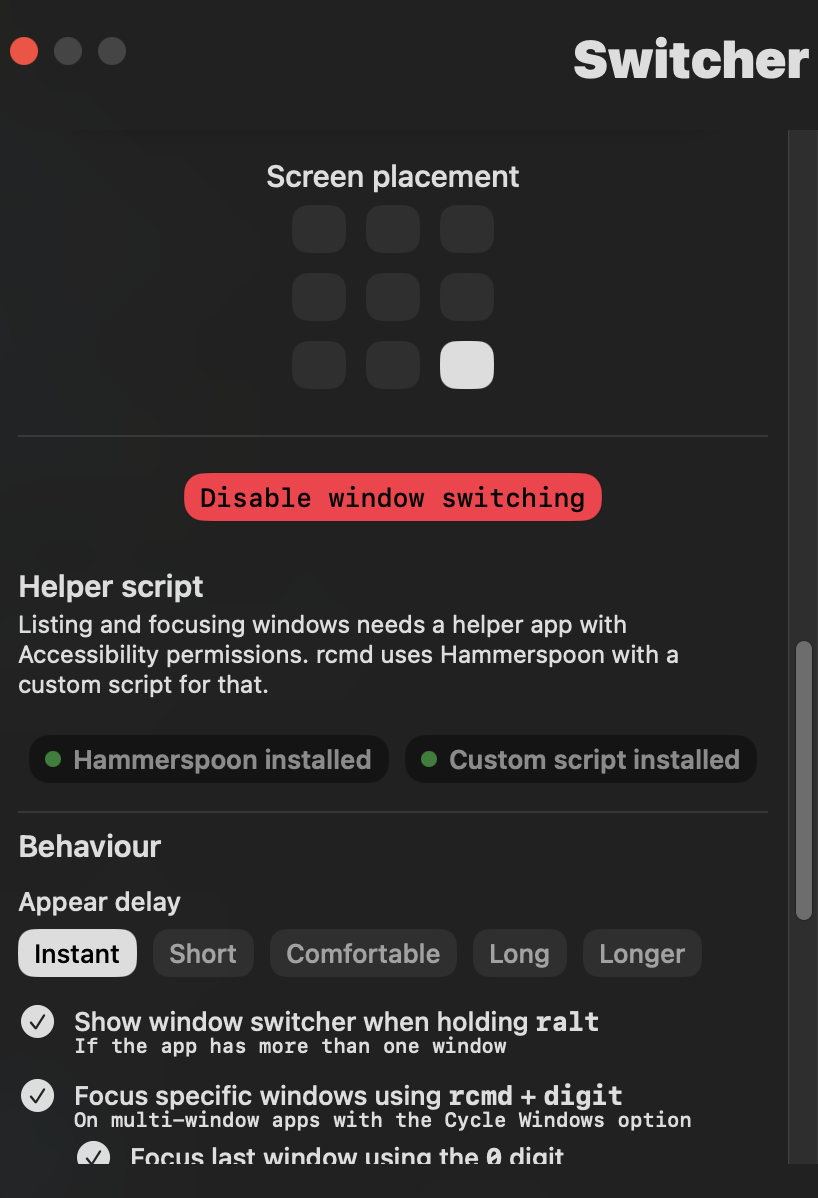 Switcher
Screen placement
Disable window switching
Helper script
Listing and focusing windows needs a helper app with
Accessibility permissions. rcmd uses Hammerspoon with a
custom script for that.
Hammerspoon installed
Custom script installed
Behaviour
Appear delay
Instant
Short
Comfortable
Long
Longer
Show window switcher when holding ralt
If the app has more than one window
Focus specific windows using rcmd + digit
On multi-window apps with the Cycle Windows option
Focus last window using the 0 digit